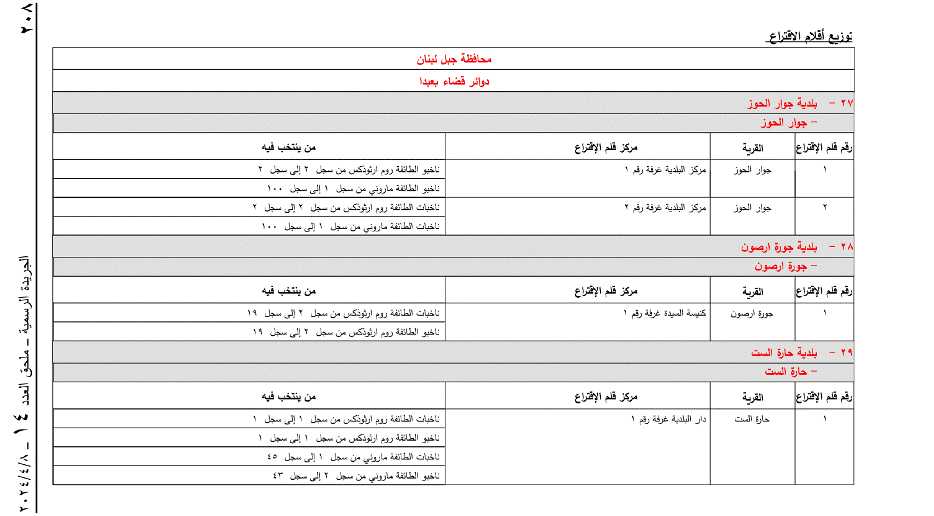 توزيع أقلام الاقتراع
محافظة جبل لبنان
دوائر قضاء بعبدا
٢٧ - بلدية جوار الحوز
- جوار الحوز
رقم قلم الإقتراع القرية مركز قلم الإقتراع من ينتخب فيه
١ جوار الحوز مركز البلدية غرفة رقم ١ ناخبو الطائفة روم ارثوذكس من سجل ٢ إلى سجل ٢
ناخبو الطائفة ماروني من سجل ١ إلى سجل ١٠٠
٢ جوار الحوز مركز البلدية غرفة رقم ٢ ناخبات الطائفة روم ارثوذكس من سجل ٢ إلى سجل ٢
ناخبات الطائفة ماروني من سجل ١ إلى سجل ١٠٠
٢٨ - بلدية جورة ارصون
- جورة ارصون
رقم قلم الإقتراع القرية مركز قلم الإقتراع من ينتخب فيه
١ جورة ارصون كنيسة السيدة غرفة رقم ١ ناخبات الطائفة روم ارثوذكس من سجل ٢ إلى سجل ١٩
ناخبو الطائفة روم ارثوذكس من سجل ٢ إلى سجل ١٩
٢٩ - بلدية حارة الست
- حارة الست
رقم قلم الإقتراع القرية مركز قلم الإقتراع من ينتخب فيه
١ حارة الست دار البلدية غرفة رقم ١ ناخبات الطائفة روم ارثوذكس من سجل ١ إلى سجل ١
ناخبو الطائفة روم ارثوذكس من سجل ١ إلى سجل ١
ناخبات الطائفة ماروني من سجل ١ إلى سجل ٤٥
ناخبو الطائفة ماروني من سجل ٢ إلى سجل ٤٣
٢٠٨
الجريدة الرسمية – ملحق العدد ١٤ – ٢٠٢٤/٤/٨